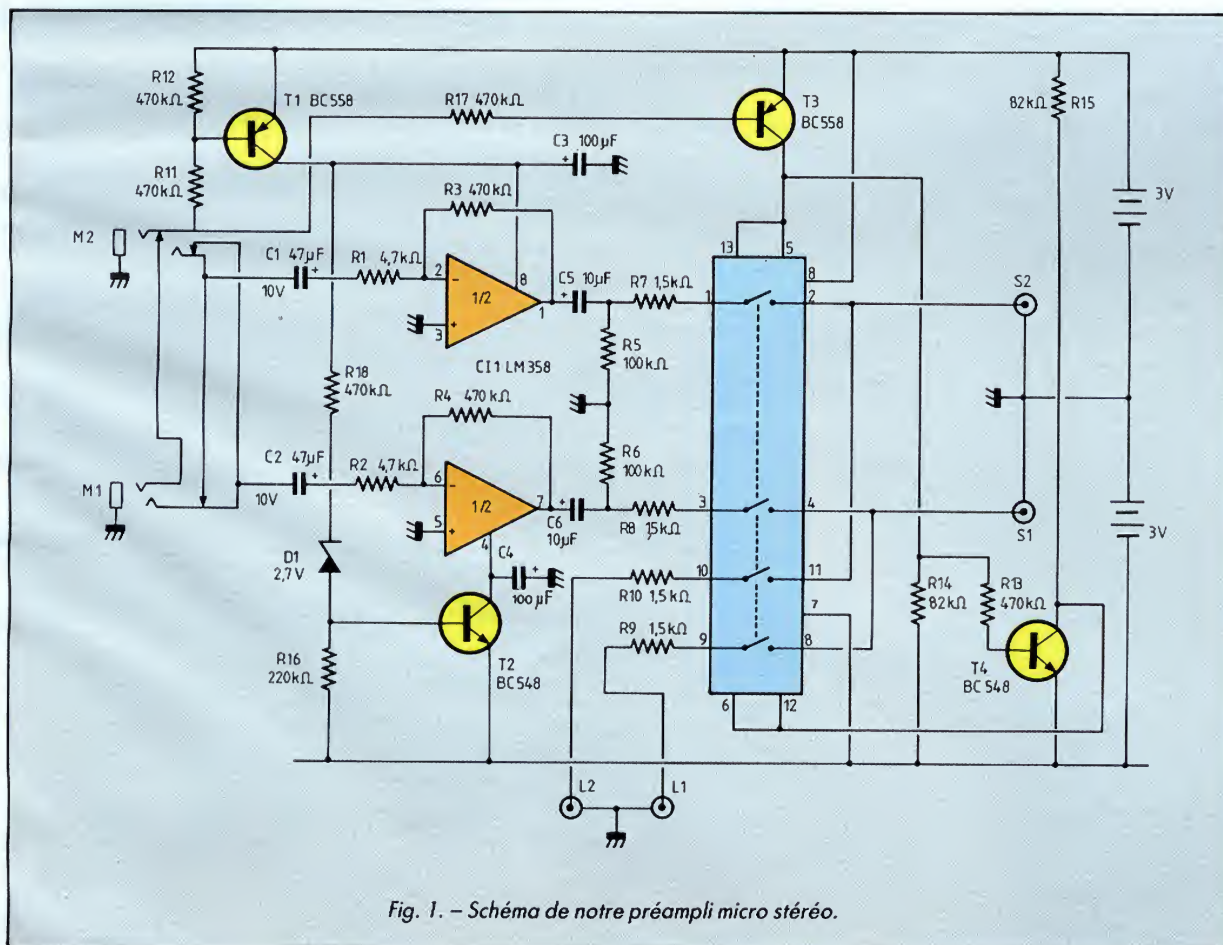 R12
470kΩ
T1 BC558
R17 470kΩ
T3
BC558
82kΩ
R15
C3 100µF
+
R11
470kΩ
R3 470kΩ
3V
M2
C1 47µF
+
10V
R1 4,7kΩ
2
-
8
1/2
+
3
1
C5 10µF
+
R7 1,5kΩ
13
5
8
1
2
S2
CI1 LM358
R5
100kΩ
R18
470kΩ
R4 470kΩ
R6
100kΩ
C2 47µF
+
10V
R2 4,7kΩ
6
-
1/2
+
5
7
4
C6
10µF
+
R8 15kΩ
3
4
S1
3V
M1
D1
2,7V
C4
+
100µF
R10 1,5kΩ
10
11
7
R14
82kΩ
R13
470kΩ
R9 1,5kΩ
9
8
R16
220kΩ
T2
BC548
T4
BC548
6
12
L2
L1
Fig. 1. – Schéma de notre préampli micro stéréo.